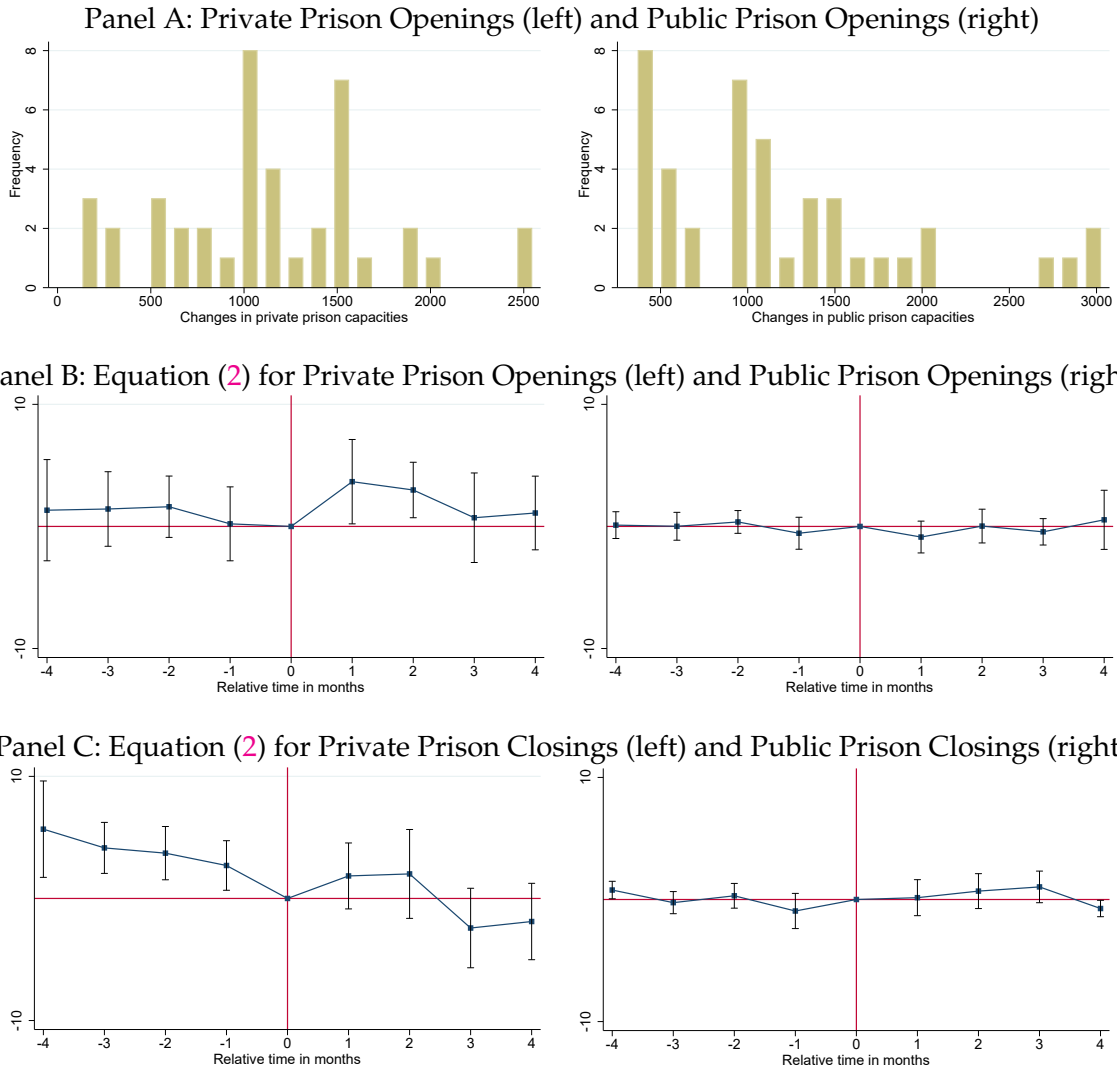 Panel A: Private Prison Openings (left) and Public Prison Openings (right)
8
6
4
2
0
Frequency
0 500 1000 1500 2000 2500
Changes in private prison capacities
8
6
4
2
0
Frequency
500 1000 1500 2000 2500 3000
Changes in public prison capacities
anel B: Equation (2) for Private Prison Openings (left) and Public Prison Openings (righ
10
-10
-4 -3 -2 -1 0 1 2 3 4
Relative time in months
10
-10
-4 -3 -2 -1 0 1 2 3 4
Relative time in months
Panel C: Equation (2) for Private Prison Closings (left) and Public Prison Closings (right
10
-10
-4 -3 -2 -1 0 1 2 3 4
Relative time in months
10
-10
-4 -3 -2 -1 0 1 2 3 4
Relative time in months